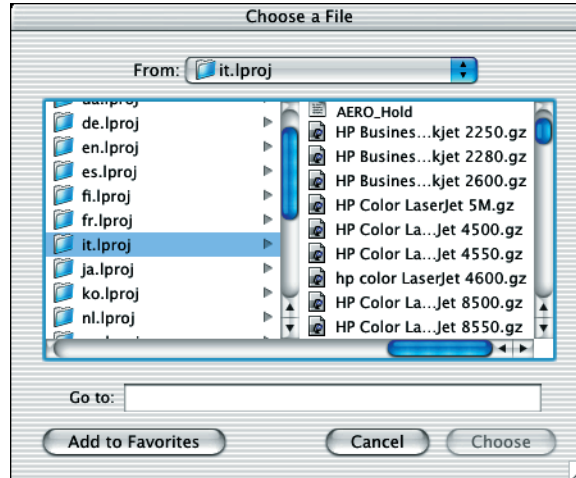 Choose a File
From: it.lproj
da.lproj
de.lproj
en.lproj
es.lproj
fi.lproj
fr.lproj
it.lproj
ja.lproj
ko.lproj
nl.lproj
AERO_Hold
HP Busines...kjet 2250.gz
HP Busines...kjet 2280.gz
HP Busines...kjet 2600.gz
HP Color LaserJet 5M.gz
HP Color La...Jet 4500.gz
HP Color La...Jet 4550.gz
hp color LaserJet 4600.gz
HP Color La...Jet 8500.gz
HP Color La...Jet 8550.gz
Go to:
Add to Favorites
Cancel
Choose